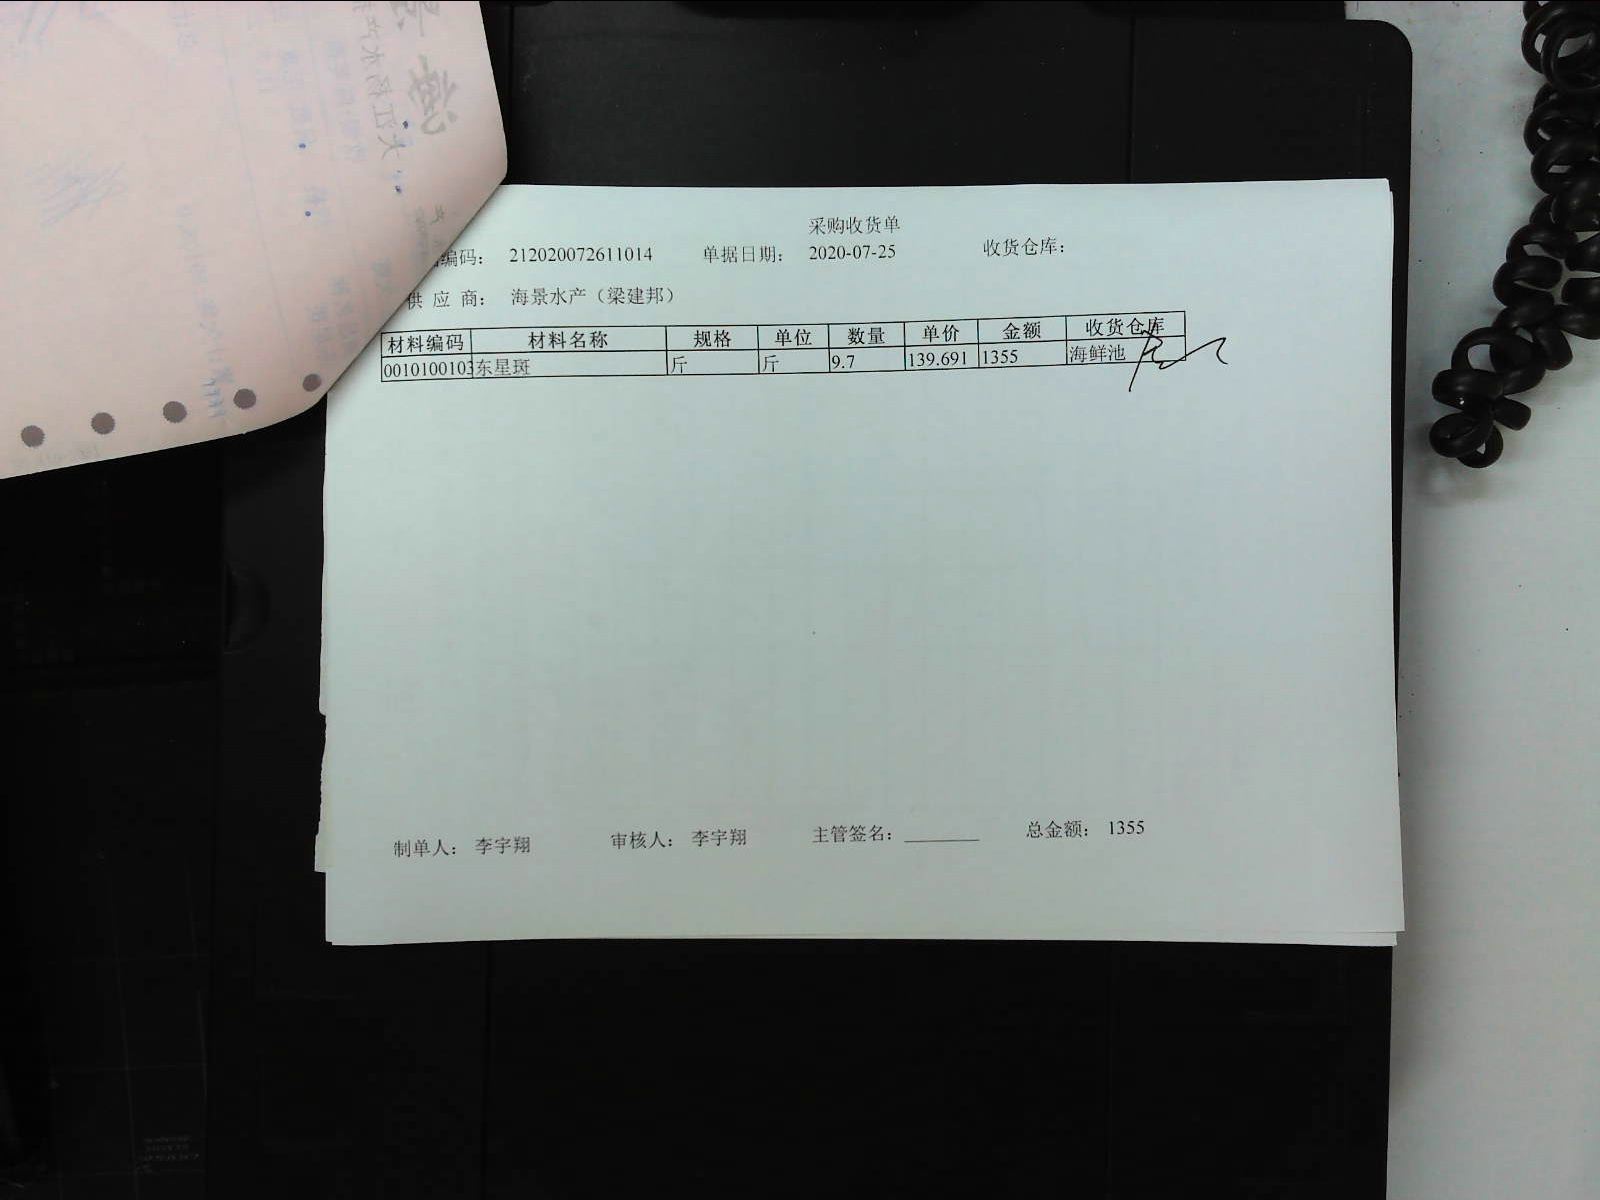 采购收货单
编码： 212020072611014 单据日期： 2020-07-25 收货仓库：
供 应 商： 海景水产（梁建邦）
材料编码 材料名称 规格 单位 数量 单价 金额 收货仓库
0010100103 东星斑 斤 斤 9.7 139.691 1355 海鲜池
制单人： 李宇翔 审核人： 李宇翔 主管签名： 总金额： 1355